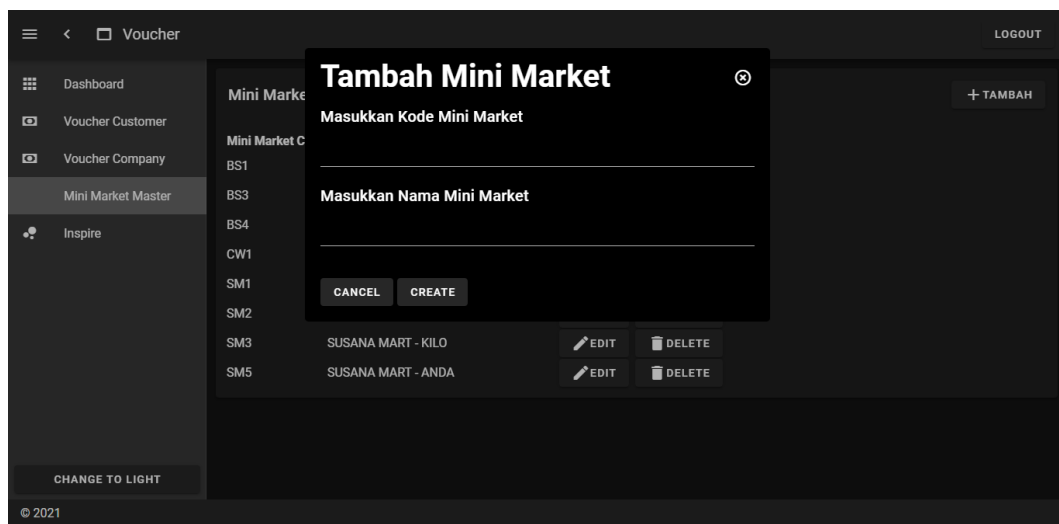 Voucher
LOGOUT
Dashboard
Voucher Customer
Voucher Company
Mini Market Master
Inspire
CHANGE TO LIGHT
Mini Marke
+ TAMBAH
Mini Market C
BS1
BS3
BS4
CW1
SM1
SM2
SM3 SUSANA MART - KILO EDIT DELETE
SM5 SUSANA MART - ANDA EDIT DELETE
Tambah Mini Market
Masukkan Kode Mini Market
Masukkan Nama Mini Market
CANCEL CREATE
© 2021